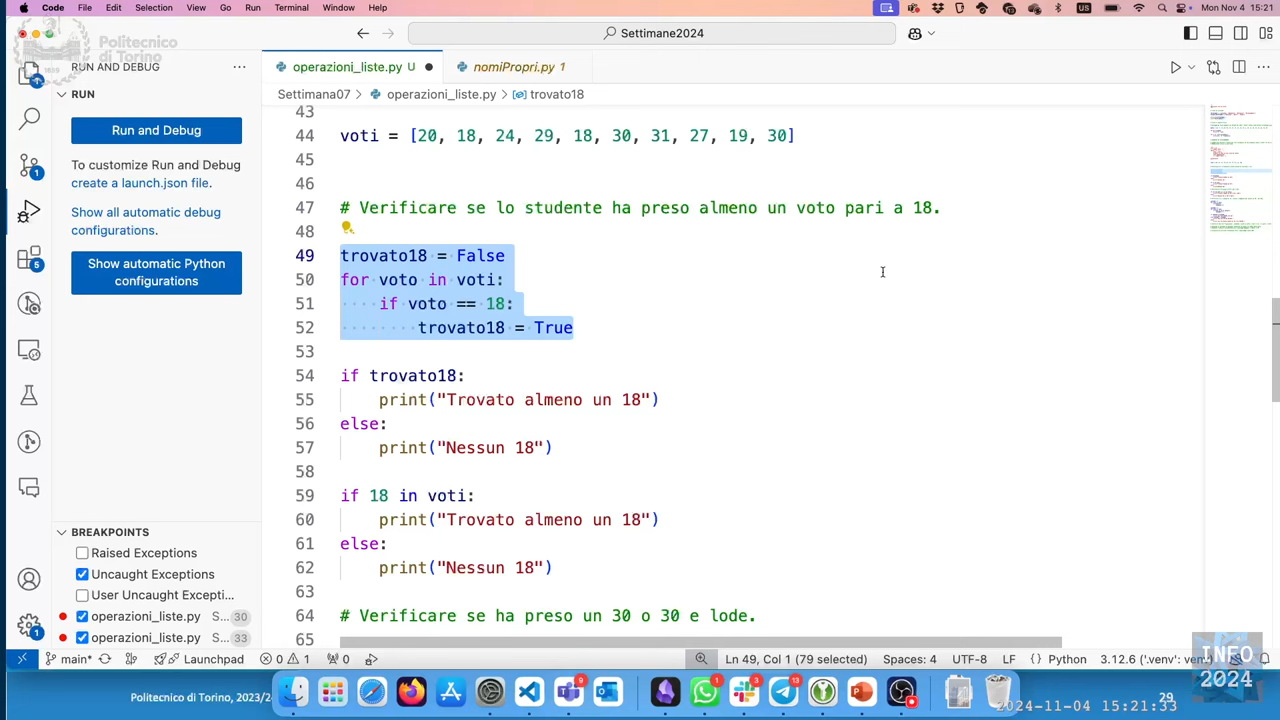 Code File Edit Selection View Go Run Terminal Window Help Mon Nov 4 15:21
Politecnico
di Torino
Settimane2024
RUN AND DEBUG
operazioni_liste.py U
nomiPropri.py 1
RUN
Settimana07 > operazioni_liste.py > trovato18
Run and Debug
To customize Run and Debug
create a launch.json file.
Show all automatic debug
configurations.
Show automatic Python
configurations
43
44 voti = [20, 18, 29, 18, 30, 31, 27, 19,
45
46
47 # Verificare se lo studente ha preso almeno un voto pari a 18.
48
49 trovato18 = False
50 for voto in voti:
51 if voto == 18:
52 trovato18 = True
53
54 if trovato18:
55 print("Trovato almeno un 18")
56 else:
57 print("Nessun 18")
58
59 if 18 in voti:
60 print("Trovato almeno un 18")
61 else:
62 print("Nessun 18")
63
64 # Verificare se ha preso un 30 o 30 e lode.
65
BREAKPOINTS
Raised Exceptions
Uncaught Exceptions
User Uncaught Excepti...
operazioni_liste.py S... 30
operazioni_liste.py S... 33
main* Launchpad 0 1 0 Ln 49, Col 1 (79 selected) Spaces: 4 UTF-8 LF Python 3.12.6 ('.venv': venv)
Politecnico di Torino, 2023/2
29
INFO
2024
2024-11-04 15:21:33